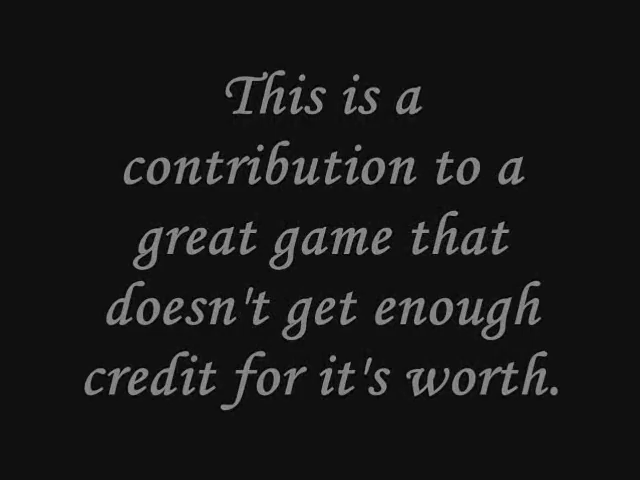 This is a
contribution to a
great game that
doesn't get enough
credit for it's worth.